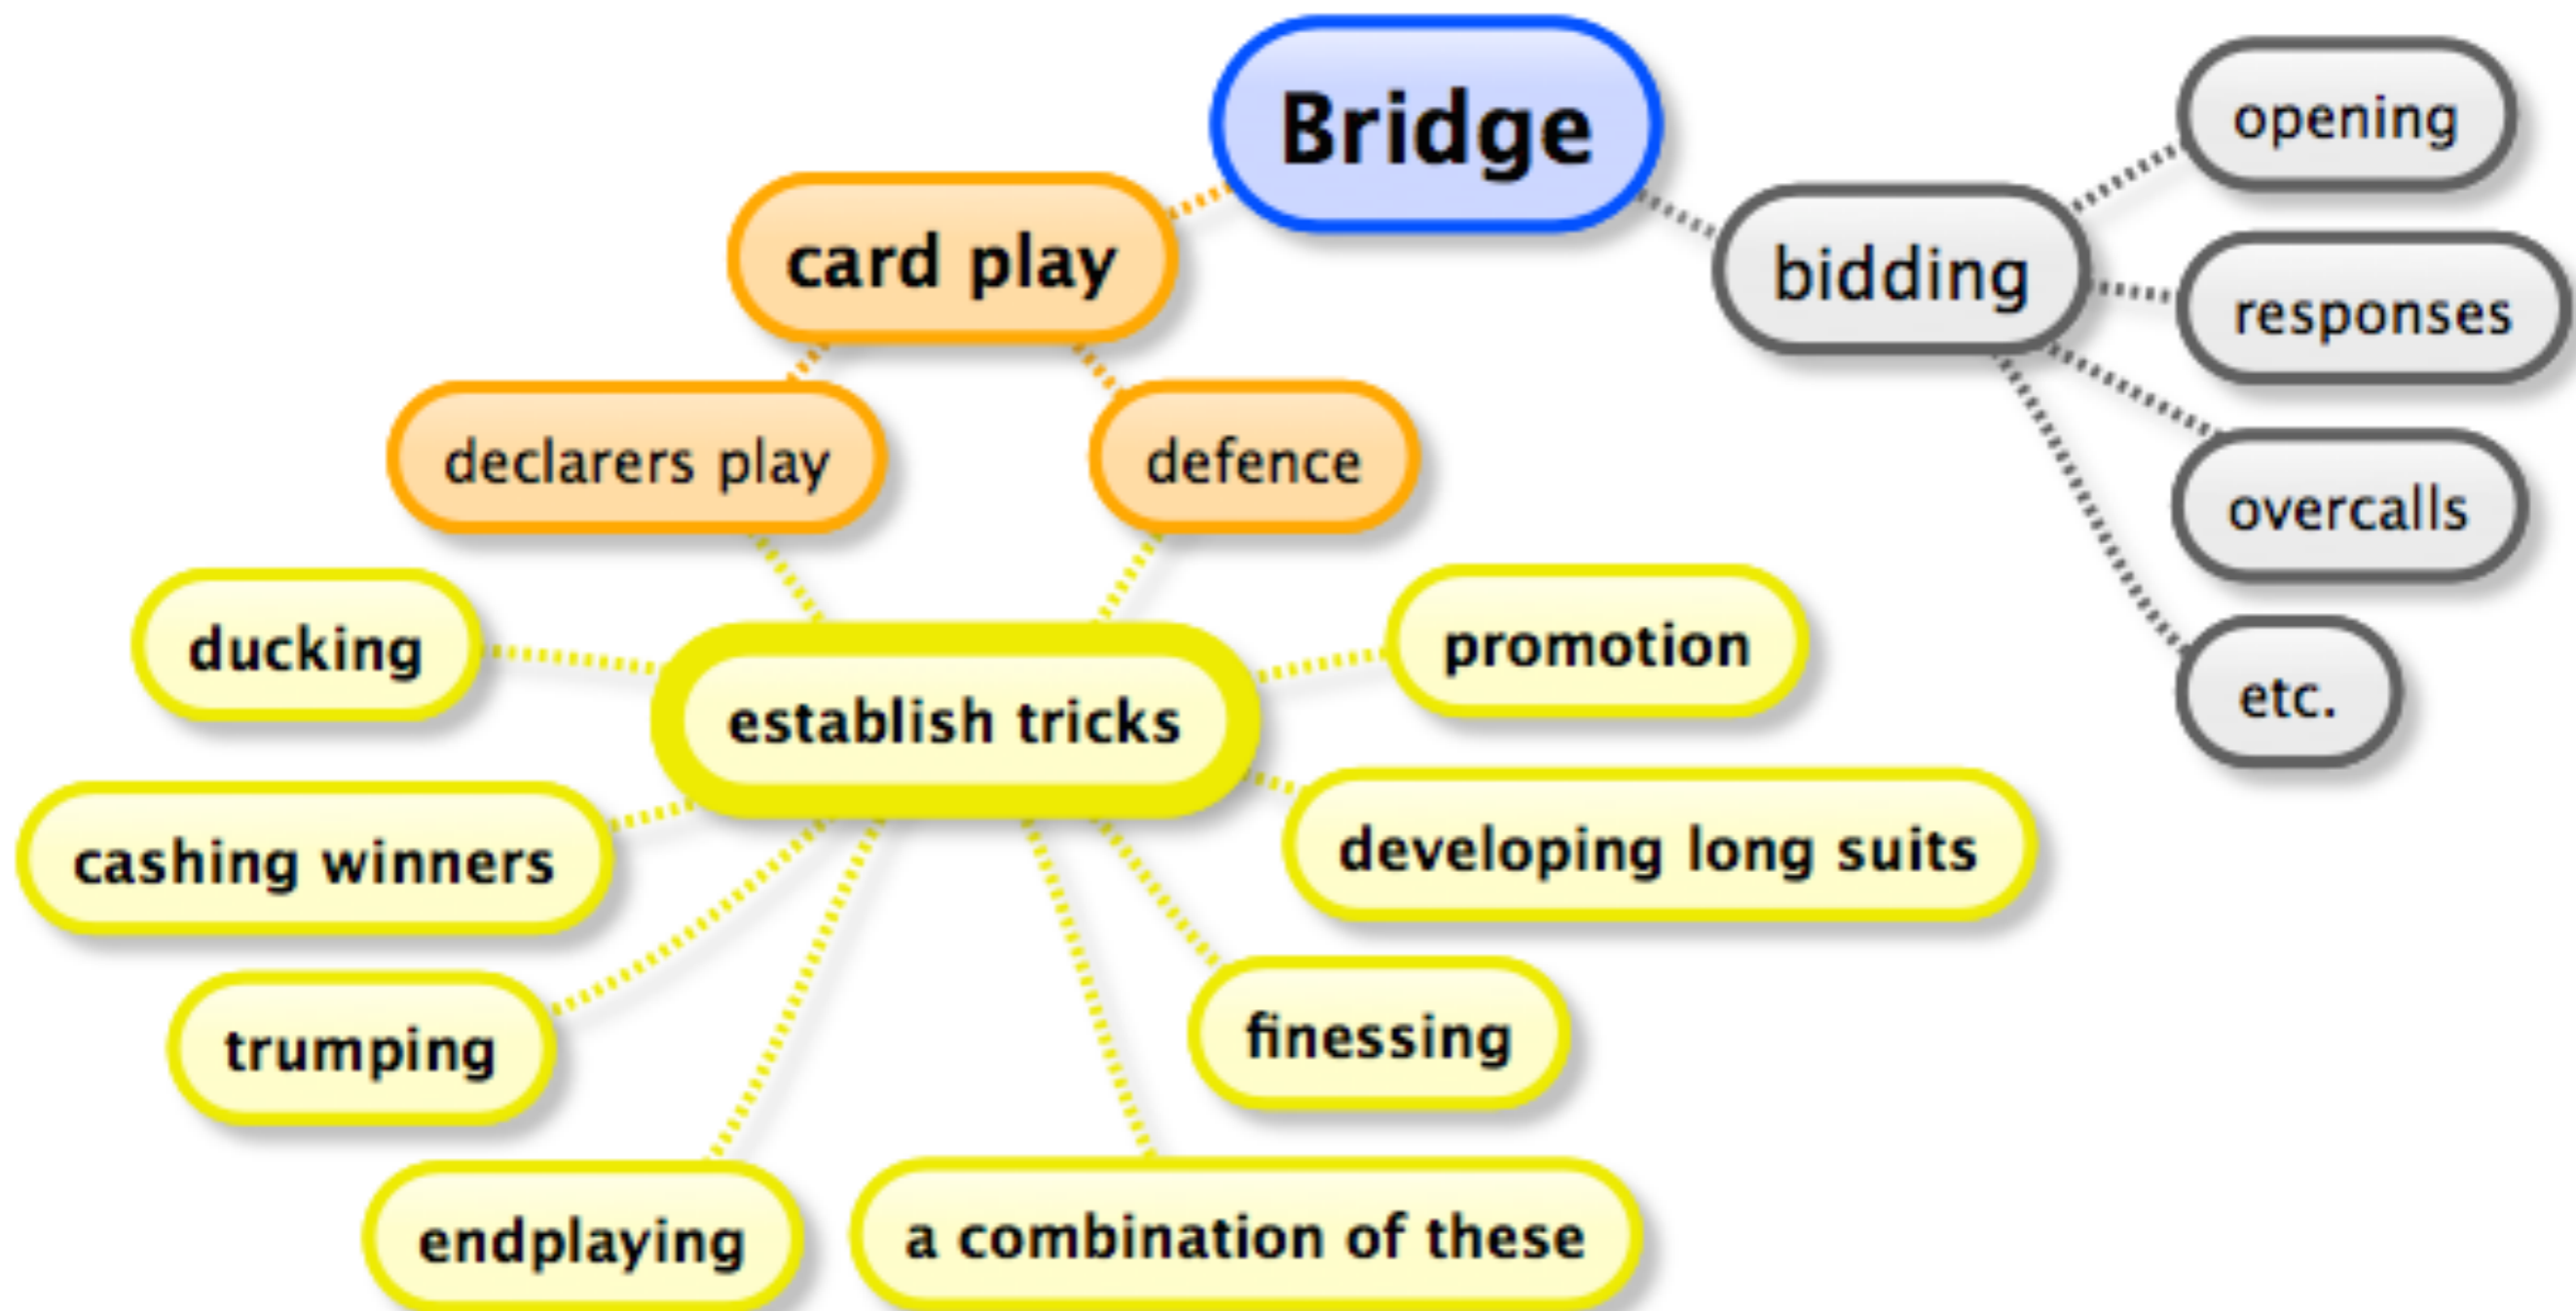 Bridge
card play
bidding
opening
responses
overcalls
etc.
declarers play
defence
establish tricks
ducking
cashing winners
trumping
endplaying
a combination of these
finessing
developing long suits
promotion